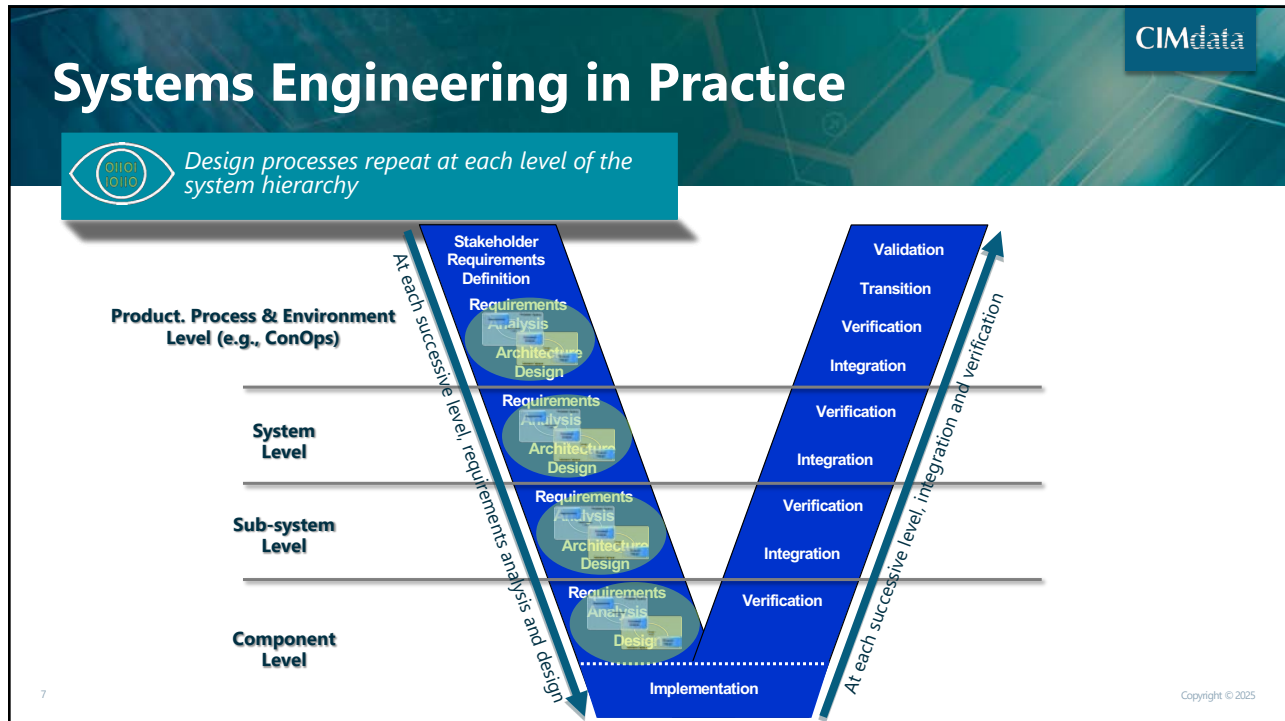 CIMdata
Systems Engineering in Practice
01101
10110
Design processes repeat at each level of the
system hierarchy
Stakeholder
Requirements
Definition
Requirements
Analysis
Architecture
Design
Product. Process & Environment
Level (e.g., ConOps)
At each successive level, requirements analysis and design
Validation
Transition
Verification
Integration
At each successive level, integration and verification
System
Level
Requirements
Analysis
Architecture
Design
Verification
Integration
Sub-system
Level
Requirements
Analysis
Architecture
Design
Verification
Integration
Component
Level
Requirements
Analysis
Design
Verification
Implementation
7
Copyright © 2025